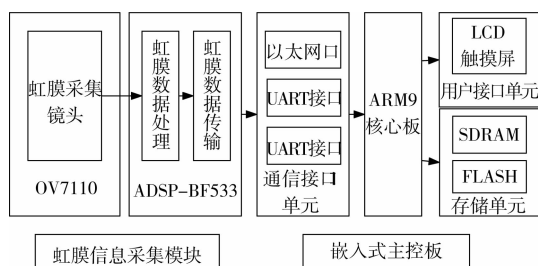 虹膜采集
镜头
OV7110
虹膜数据处理
虹膜数据传输
ADSP-BF533
以太网口
UART接口
UART接口
通信接口
单元
ARM9
核心板
LCD
触摸屏
用户接口单元
SDRAM
FLASH
存储单元
虹膜信息采集模块
嵌入式主控板